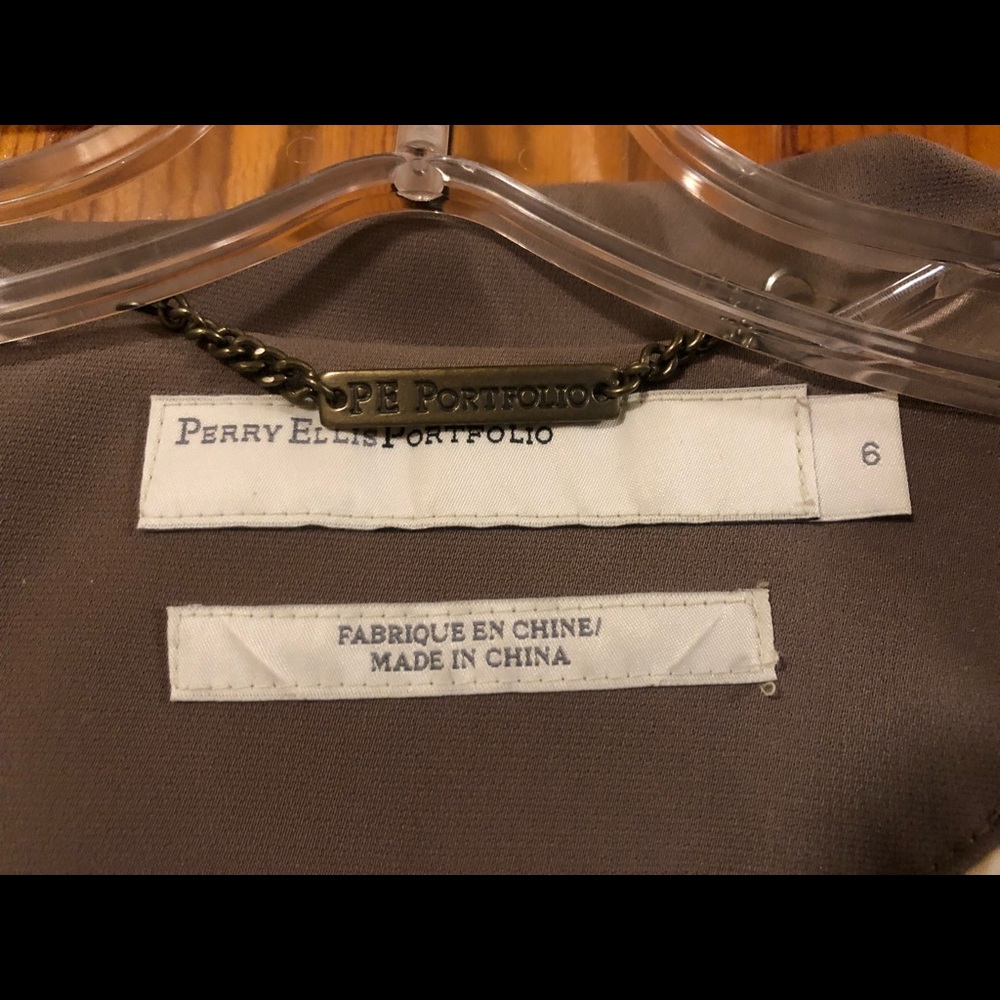 PE PORTFOLIO
PERRY ELLIS PORTFOLIO
6
FABRIQUE EN CHINE/
MADE IN CHINA